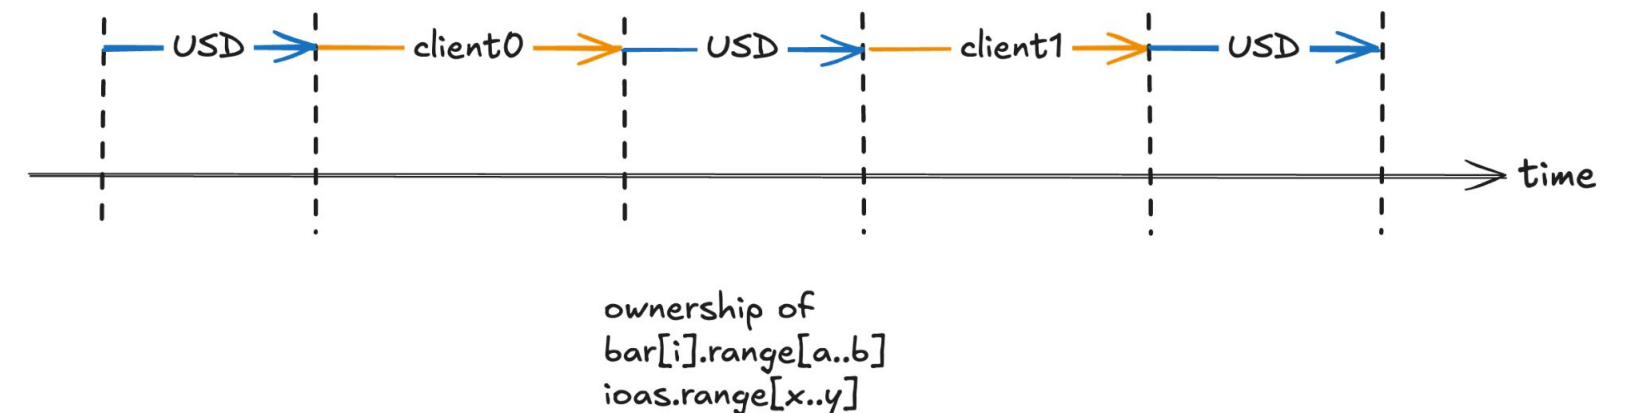 USD client0 USD client1 USD
time
ownership of
bar[i].range[a..b]
ioas.range[x..y]